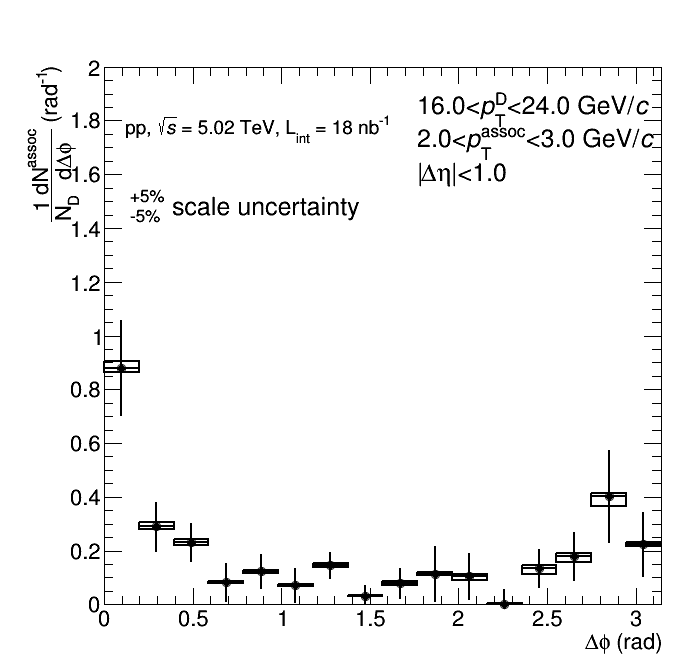 1 dN^assoc
N_D dΔϕ (rad⁻¹)
pp, √s = 5.02 TeV, L_int = 18 nb⁻¹
+5%
-5% scale uncertainty
16.0<p_T^D<24.0 GeV/c
2.0<p_T^assoc<3.0 GeV/c
|Δη|<1.0
2
1.8
1.6
1.4
1.2
1
0.8
0.6
0.4
0.2
0
0 0.5 1 1.5 2 2.5 3
Δϕ (rad)